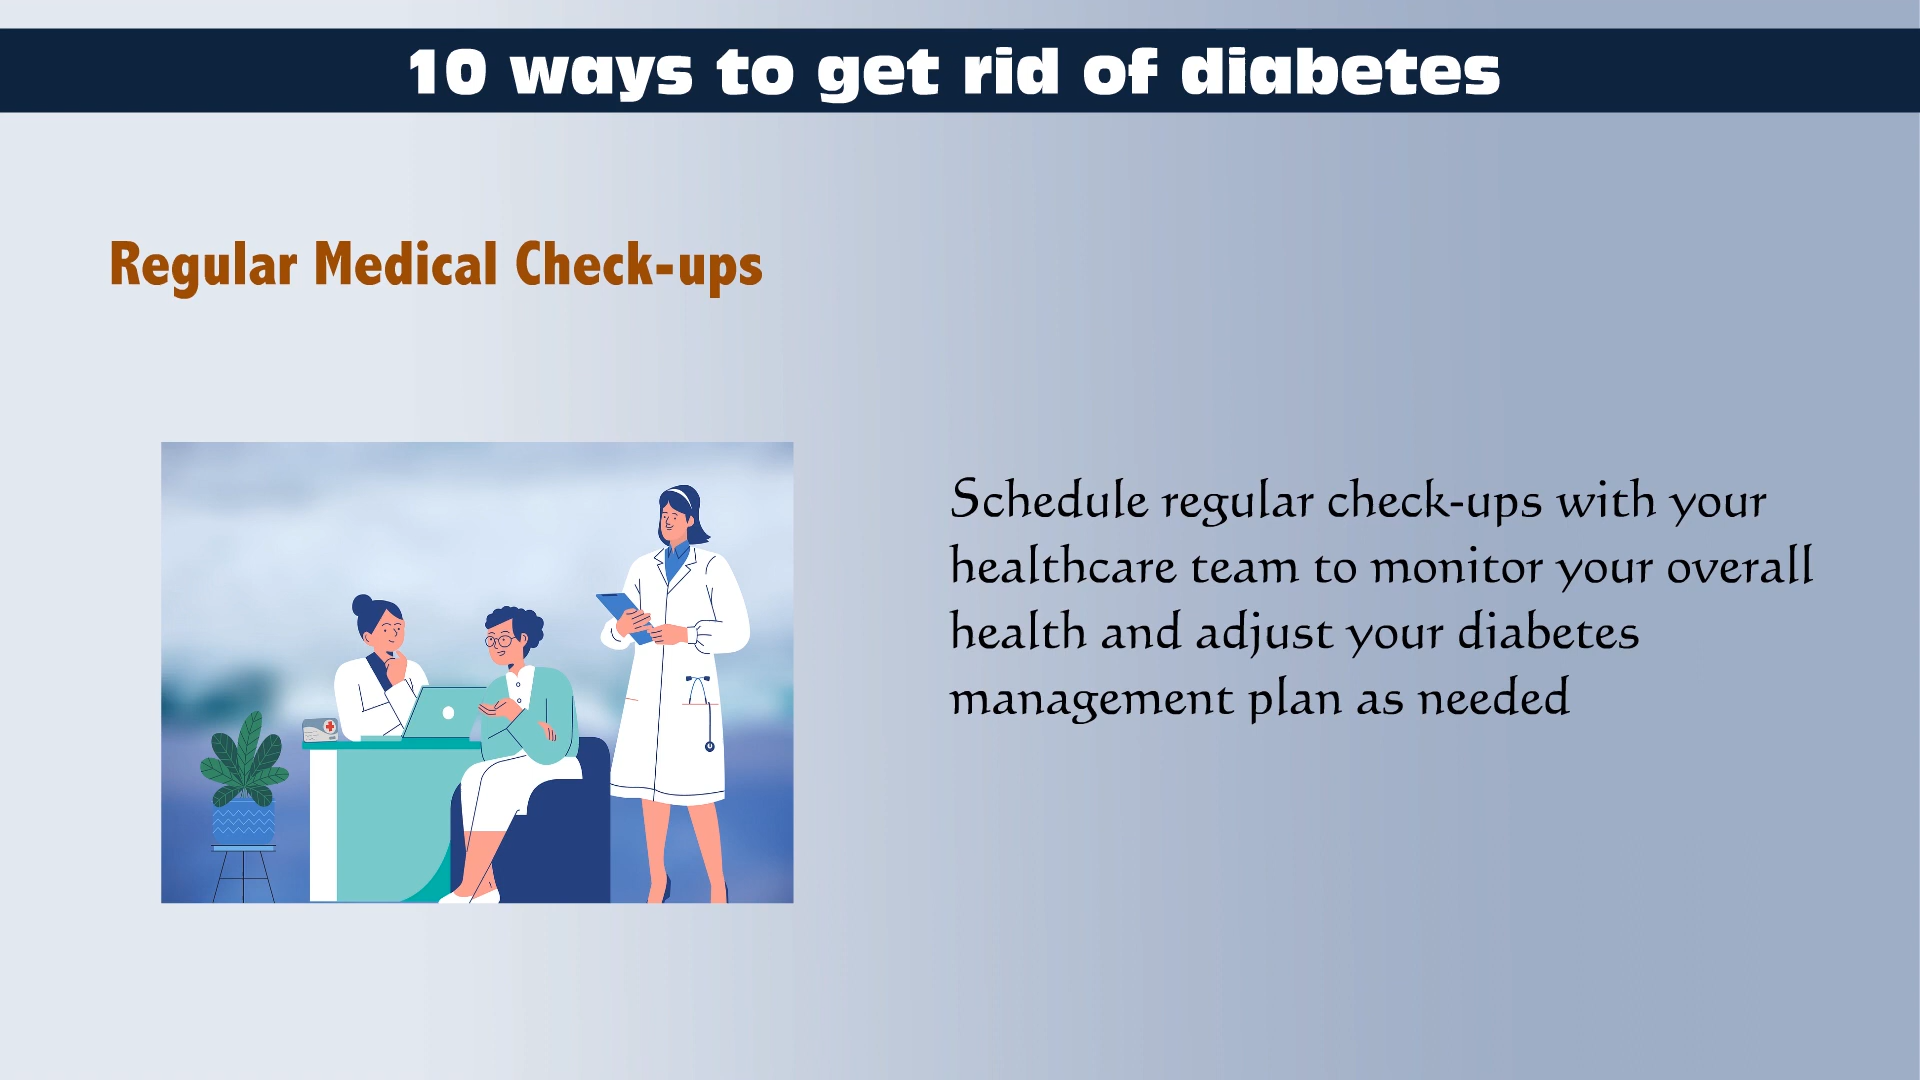 10 ways to get rid of diabetes
Regular Medical Check-ups
Schedule regular check-ups with your
healthcare team to monitor your overall
health and adjust your diabetes
management plan as needed